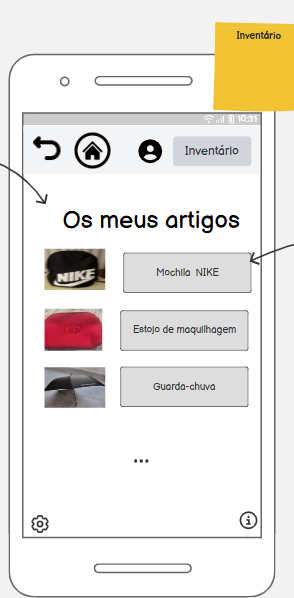 Inventário
10:31
Inventário
Os meus artigos
NIKE
Mochila NIKE
Estojo de maquilhagem
Guarda-chuva
...